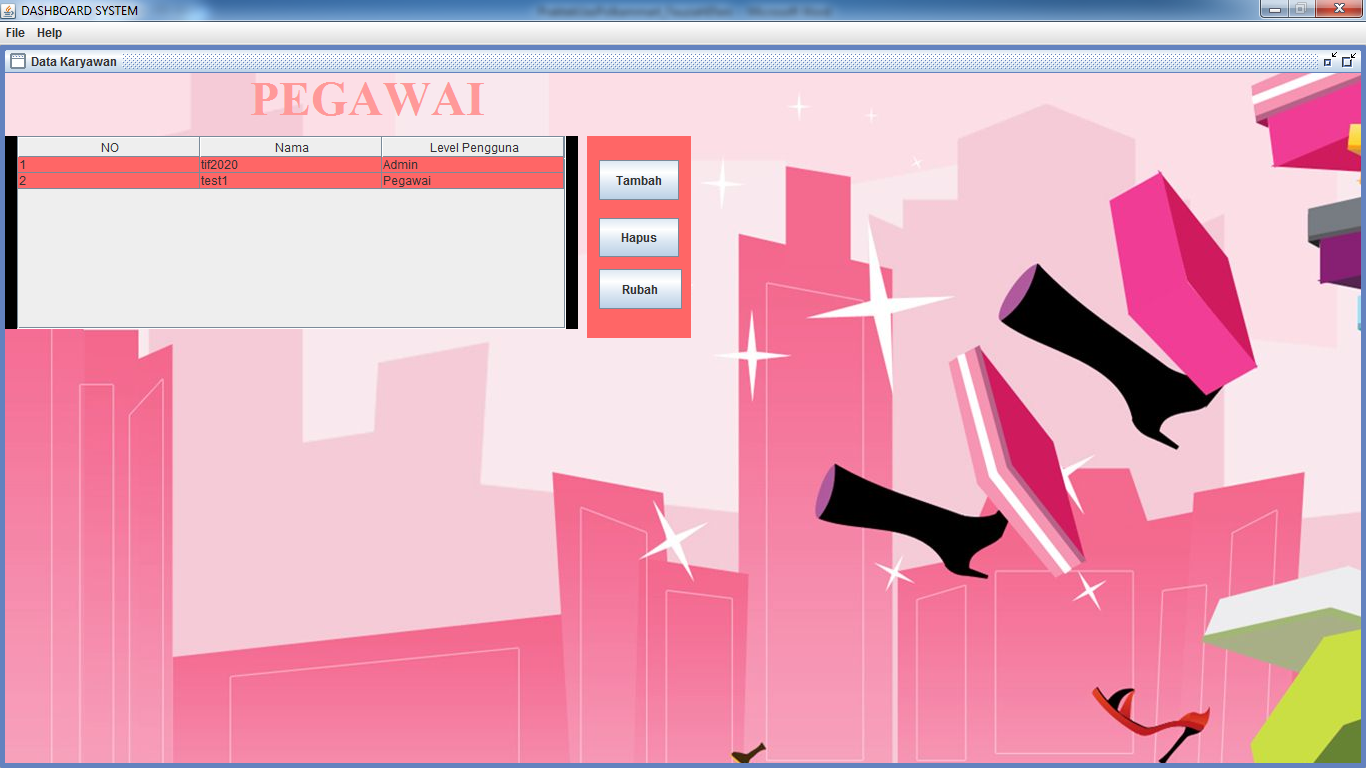 DASHBOARD SYSTEM
File Help
Data Karyawan
PEGAWAI
NO Nama Level Pengguna
1 tif2020 Admin
2 test1 Pegawai
Tambah
Hapus
Rubah